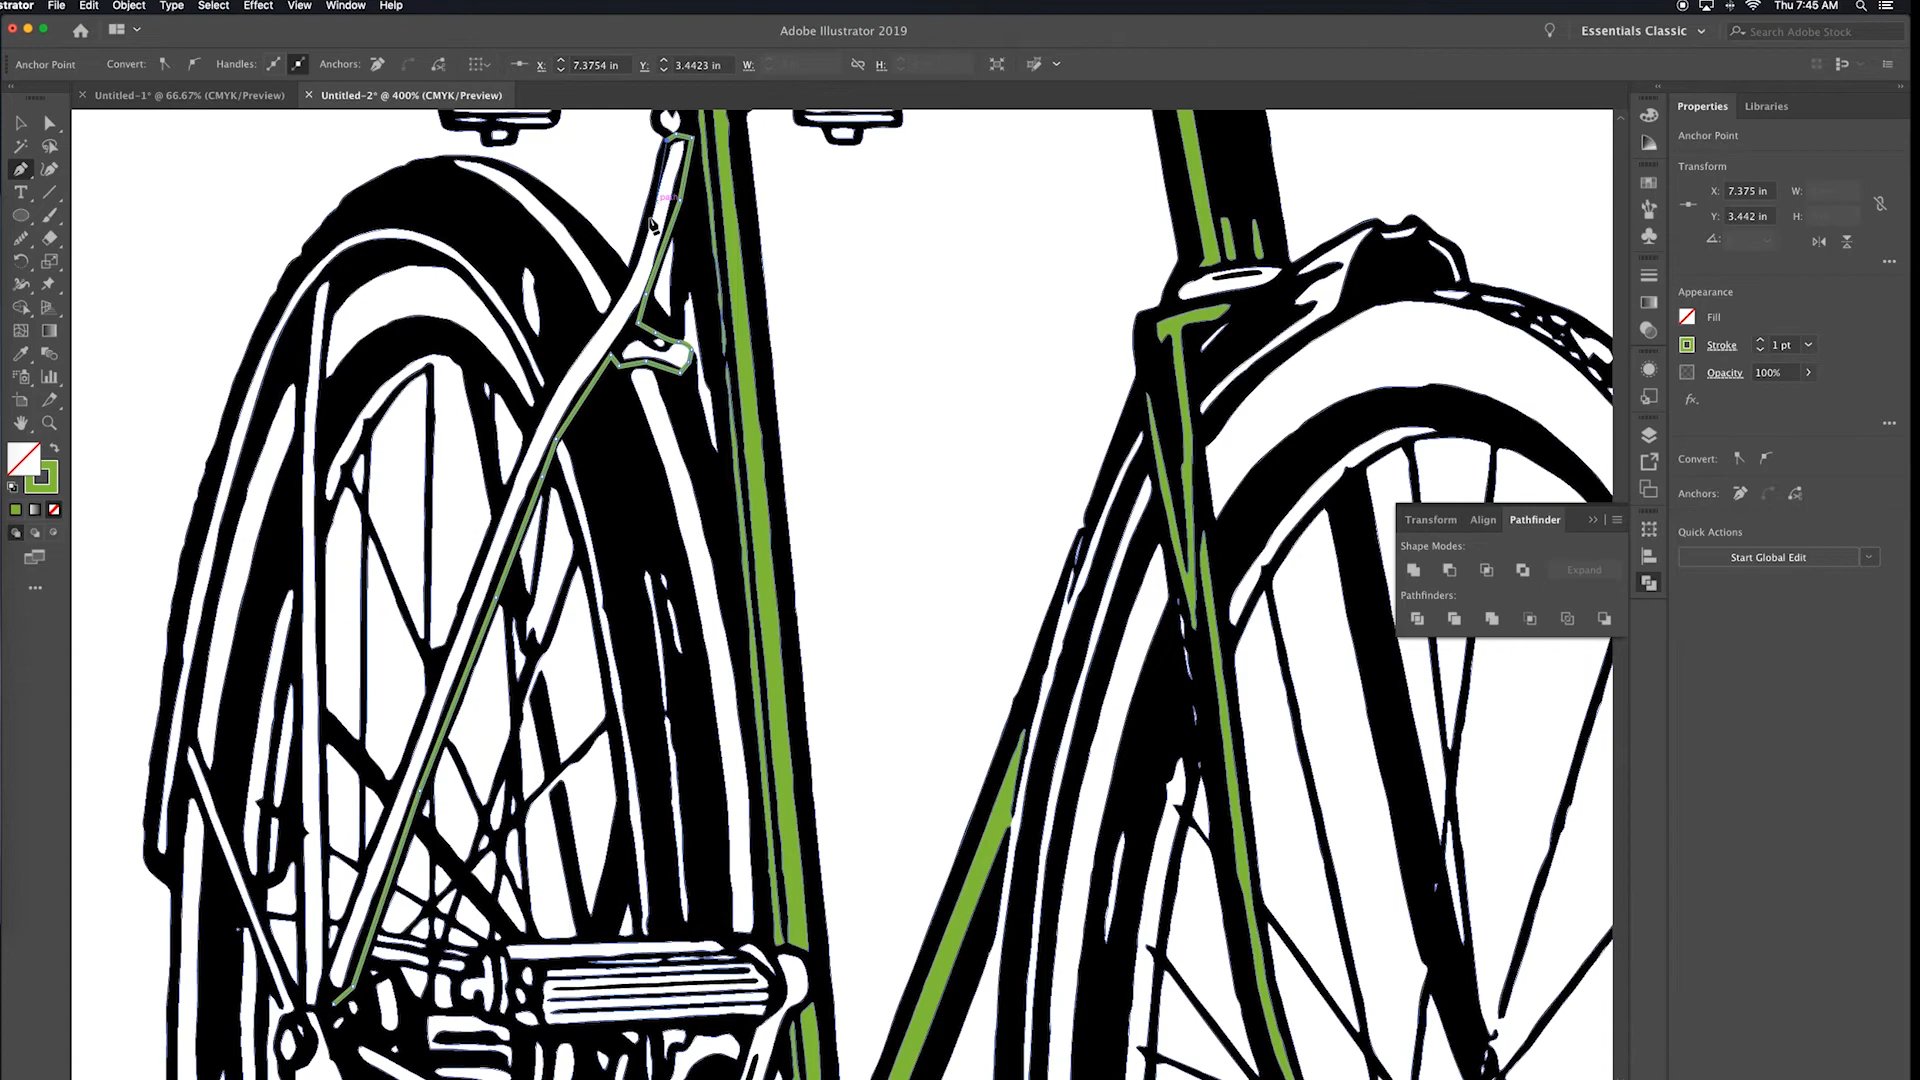 strator File Edit Object Type Select Effect View Window Help Thu 7:45 AM
Adobe Illustrator 2019 Essentials Classic Search Adobe Stock
Anchor Point Convert: Handles: Anchors: X: 7.3754 in Y: 3.4423 in W: H:
Untitled-1* @ 66.67% (CMYK/Preview) Untitled-2* @ 400% (CMYK/Preview)
Properties Libraries
Anchor Point
Transform
X: 7.375 in W:
Y: 3.442 in H:
path
Appearance
Fill
Stroke 1 pt
Opacity 100%
fx
Convert:
Anchors:
Transform Align Pathfinder
Shape Modes:
Expand
Pathfinders:
Quick Actions
Start Global Edit